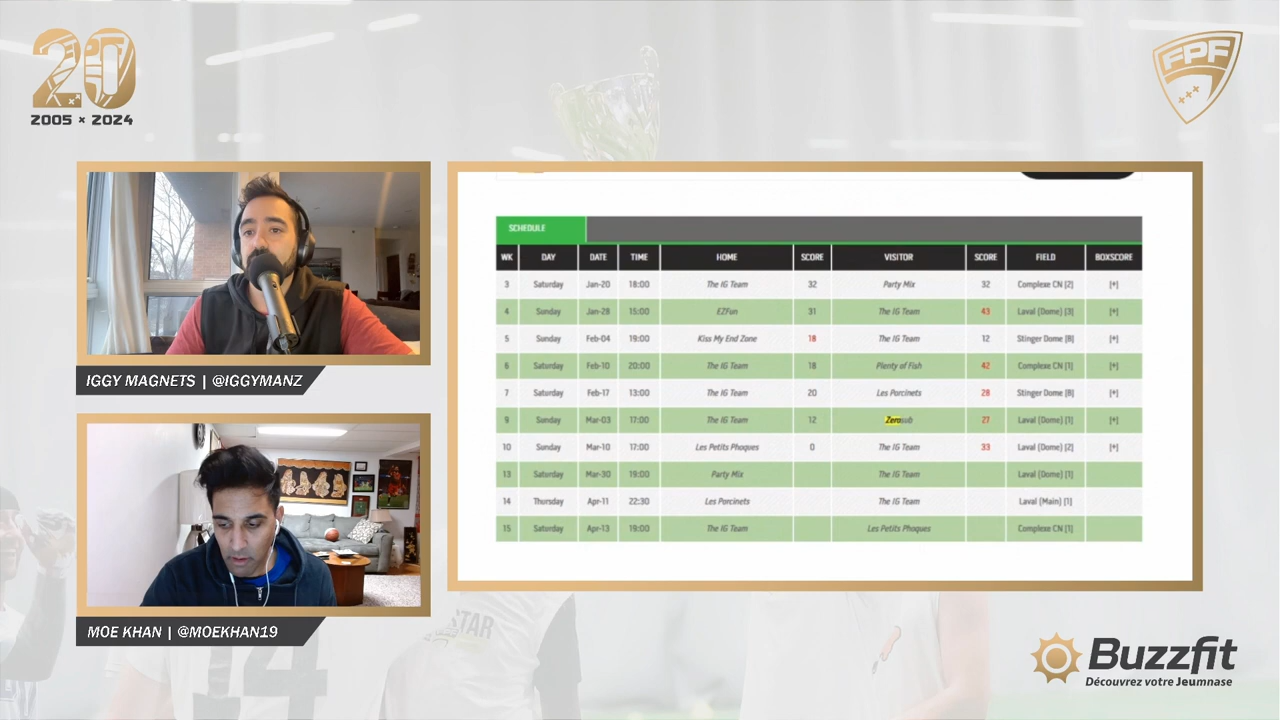 20
2005 × 2024
FPF
SCHEDULE
WK DAY DATE TIME HOME SCORE VISITOR SCORE FIELD BOXSCORE
3 Saturday Jan-20 18:00 The IG Team 32 Party Mix 32 Complexe CN [2] [+]
4 Sunday Jan-28 15:00 EZFun 31 The IG Team 43 Laval (Dome) [3] [+]
5 Sunday Feb-04 19:00 Kiss My End Zone 18 The IG Team 12 Stinger Dome [B] [+]
6 Saturday Feb-10 20:00 The IG Team 18 Plenty of Fish 42 Complexe CN [1] [+]
7 Saturday Feb-17 13:00 The IG Team 20 Les Porcinets 28 Stinger Dome [B] [+]
9 Sunday Mar-03 17:00 The IG Team 12 Zerosub 27 Laval (Dome) [1] [+]
10 Sunday Mar-10 17:00 Les Petits Phoques 0 The IG Team 33 Laval (Dome) [2] [+]
13 Saturday Mar-30 19:00 Party Mix The IG Team Laval (Dome) [1]
14 Thursday Apr-11 22:30 Les Porcinets The IG Team Laval (Main) [1]
15 Saturday Apr-13 19:00 The IG Team Les Petits Phoques Complexe CN [1]
IGGY MAGNETS | @IGGYMANZ
MOE KHAN | @MOEKHAN19
STAR
14
Buzzfit
Découvrez votre Jeumnase